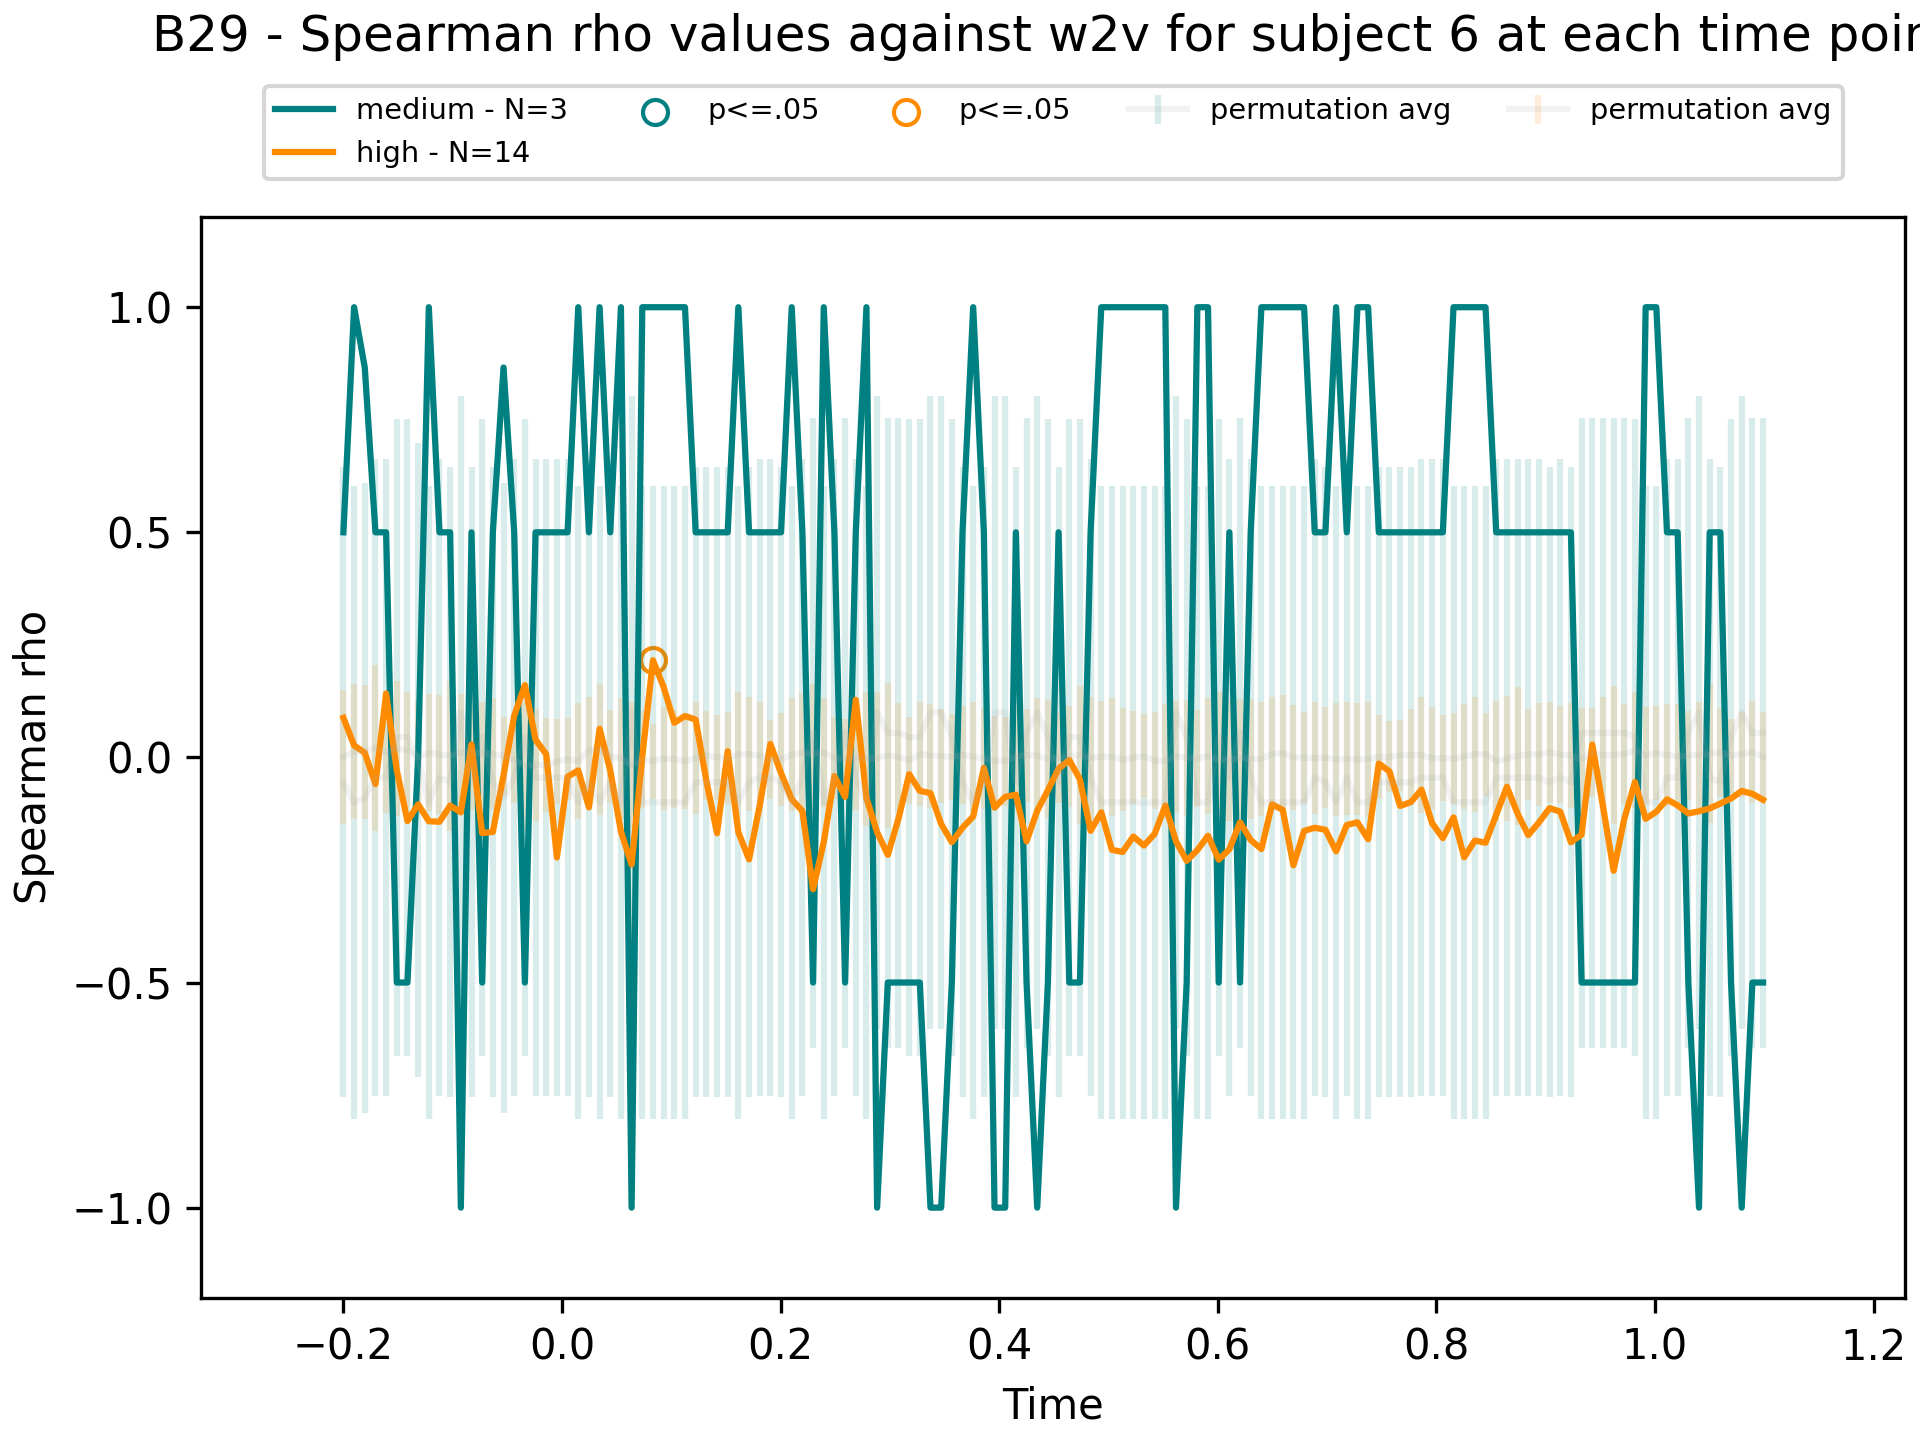 B29 - Spearman rho values against w2v for subject 6 at each time poin
medium - N=3 p<=.05 p<=.05 permutation avg permutation avg
high - N=14
1.0
0.5
0.0
−0.5
−1.0
Spearman rho
−0.2 0.0 0.2 0.4 0.6 0.8 1.0 1.2
Time